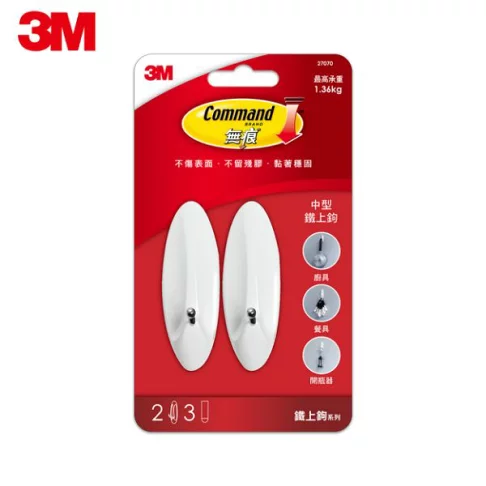 3M
3M
27070
最高承重
1.36kg
Command
BRAND
無痕
不傷表面・不留殘膠・黏著穩固
中型
鐵上鉤
廚具
餐具
開瓶器
2 3
鐵上鉤系列